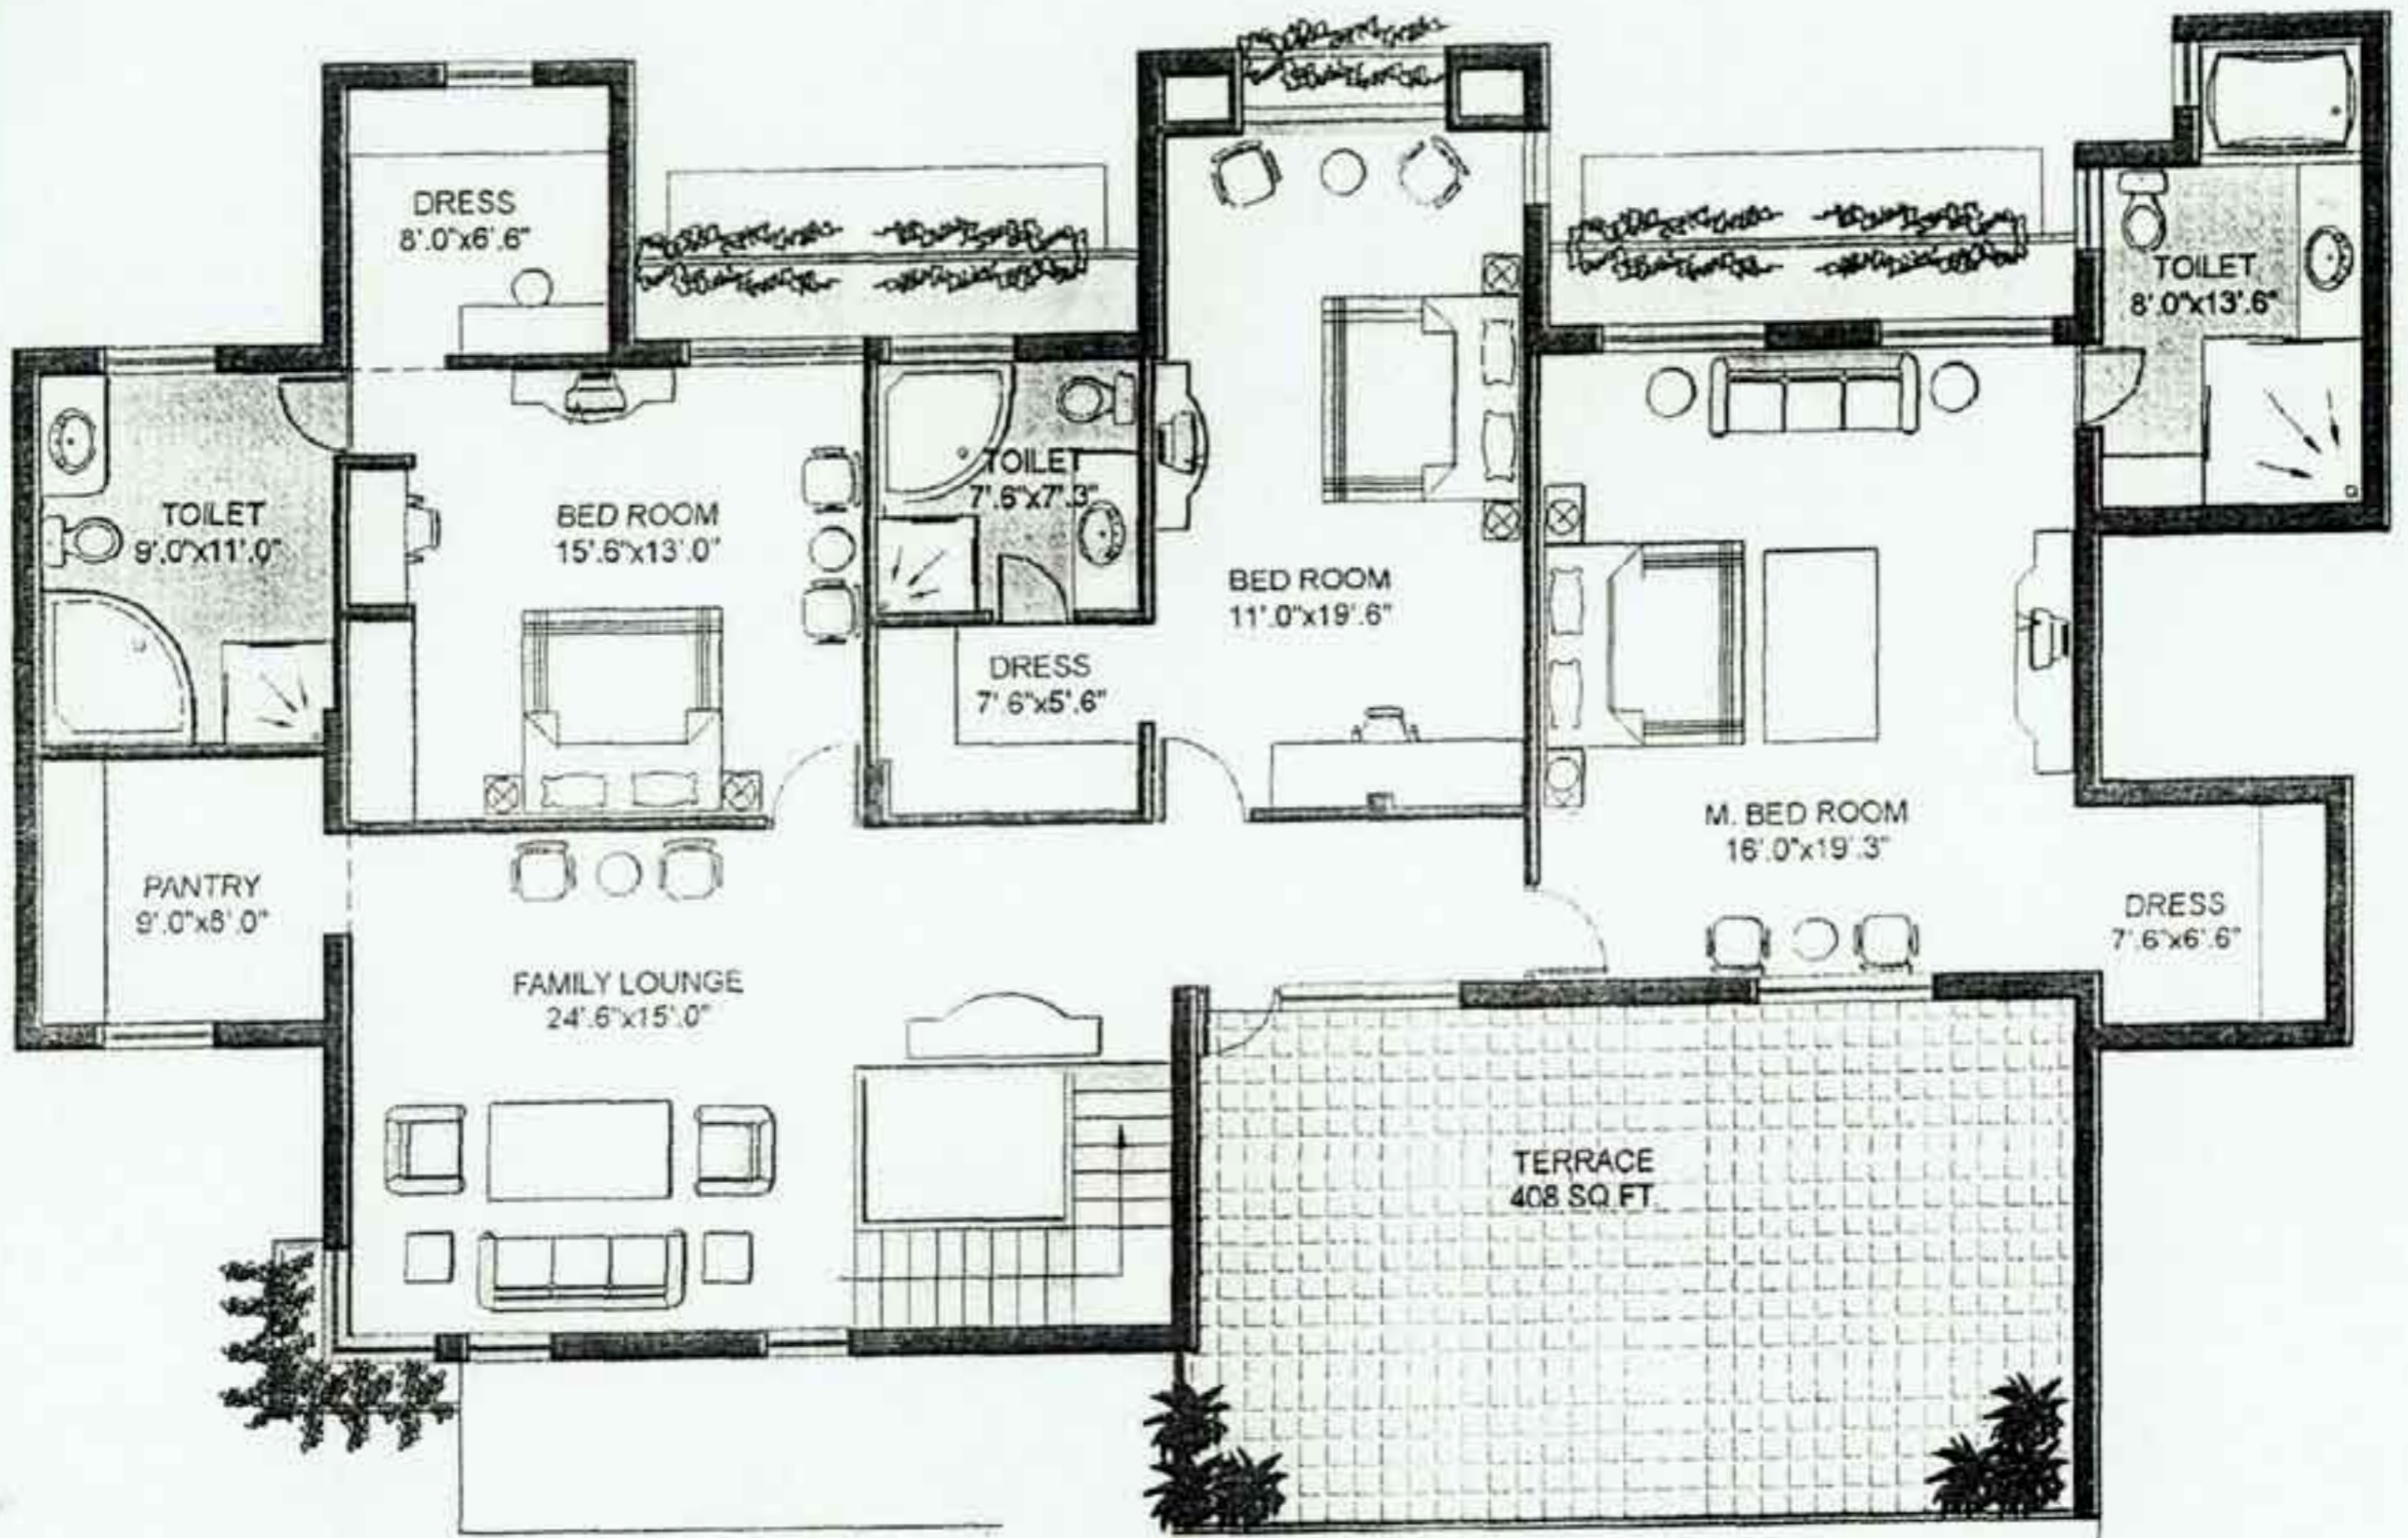 DRESS
8'.0"x6'.6"
TOILET
8'.0"x13'.6"
TOILET
9'.0"x11'.0"
BED ROOM
15'.6"x13'.0"
TOILET
7'.6"x7'.3"
BED ROOM
11'.0"x19'.6"
DRESS
7'.6"x5'.6"
M. BED ROOM
16'.0"x19'.3"
PANTRY
9'.0"x8'.0"
DRESS
7'.6"x6'.6"
FAMILY LOUNGE
24'.6"x15'.0"
TERRACE
408 SQ.FT.